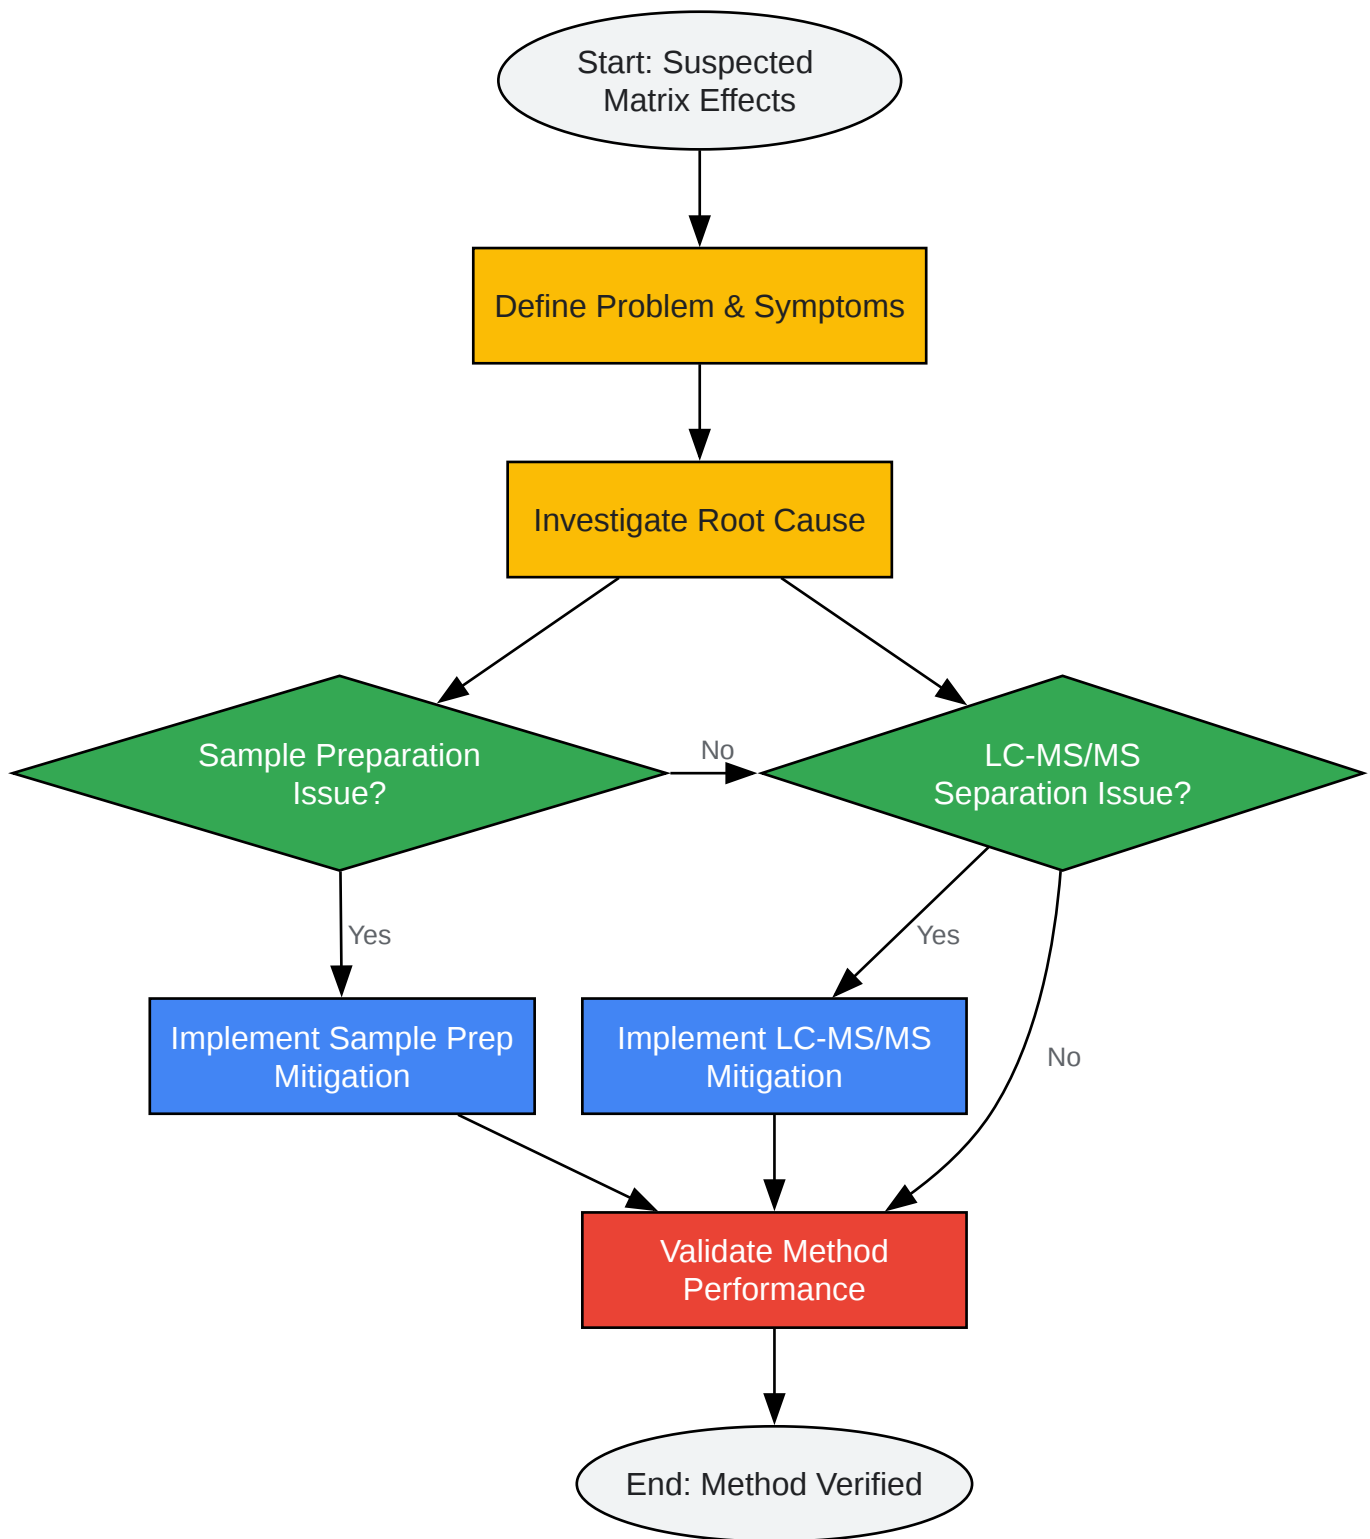 Start: Suspected
Matrix Effects
Define Problem & Symptoms
Investigate Root Cause
Sample Preparation
Issue?
No
LC-MS/MS
Separation Issue?
Yes
Yes
Implement Sample Prep
Mitigation
Implement LC-MS/MS
Mitigation
No
Validate Method
Performance
End: Method Verified